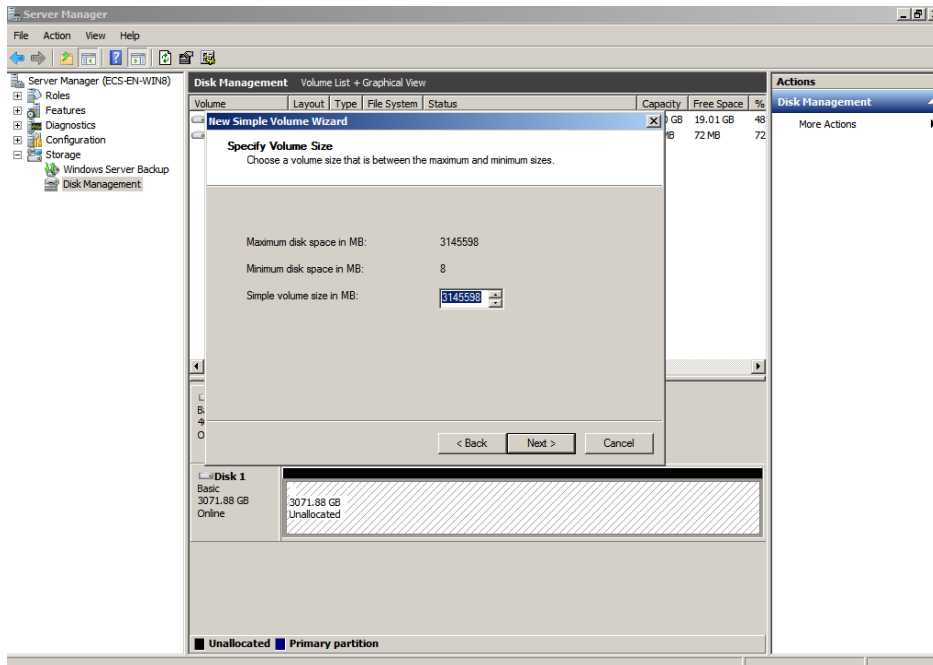 Server Manager
File Action View Help
Server Manager (ECS-EN-WIN8)
Roles
Features
Diagnostics
Configuration
Storage
Windows Server Backup
Disk Management
Disk Management Volume List + Graphical View
Volume Layout Type File System Status Capacity Free Space %
GB 19.01 GB 48
72 MB 72
New Simple Volume Wizard
Specify Volume Size
Choose a volume size that is between the maximum and minimum sizes.
Maximum disk space in MB: 3145598
Minimum disk space in MB: 8
Simple volume size in MB: 3145598
< Back Next > Cancel
Disk 1
Basic
3071.88 GB
Online
3071.88 GB
Unallocated
Unallocated Primary partition
Actions
Disk Management
More Actions